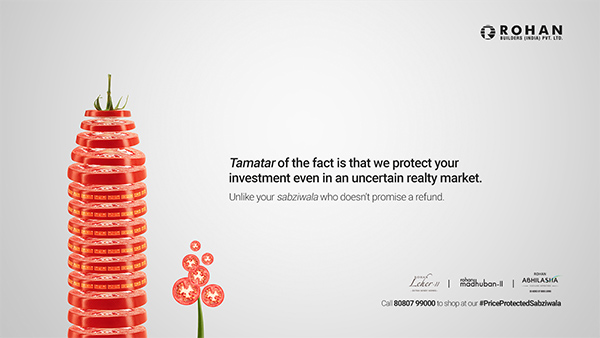 ROHAN
BUILDERS (INDIA) PVT. LTD.
Tamatar of the fact is that we protect your
investment even in an uncertain realty market.
Unlike your sabziwala who doesn't promise a refund.
Leher II
rohan
madhuban-II
ROHAN
ABHILASHA
Call 80807 99000 to shop at our #PriceProtectedSabziwala